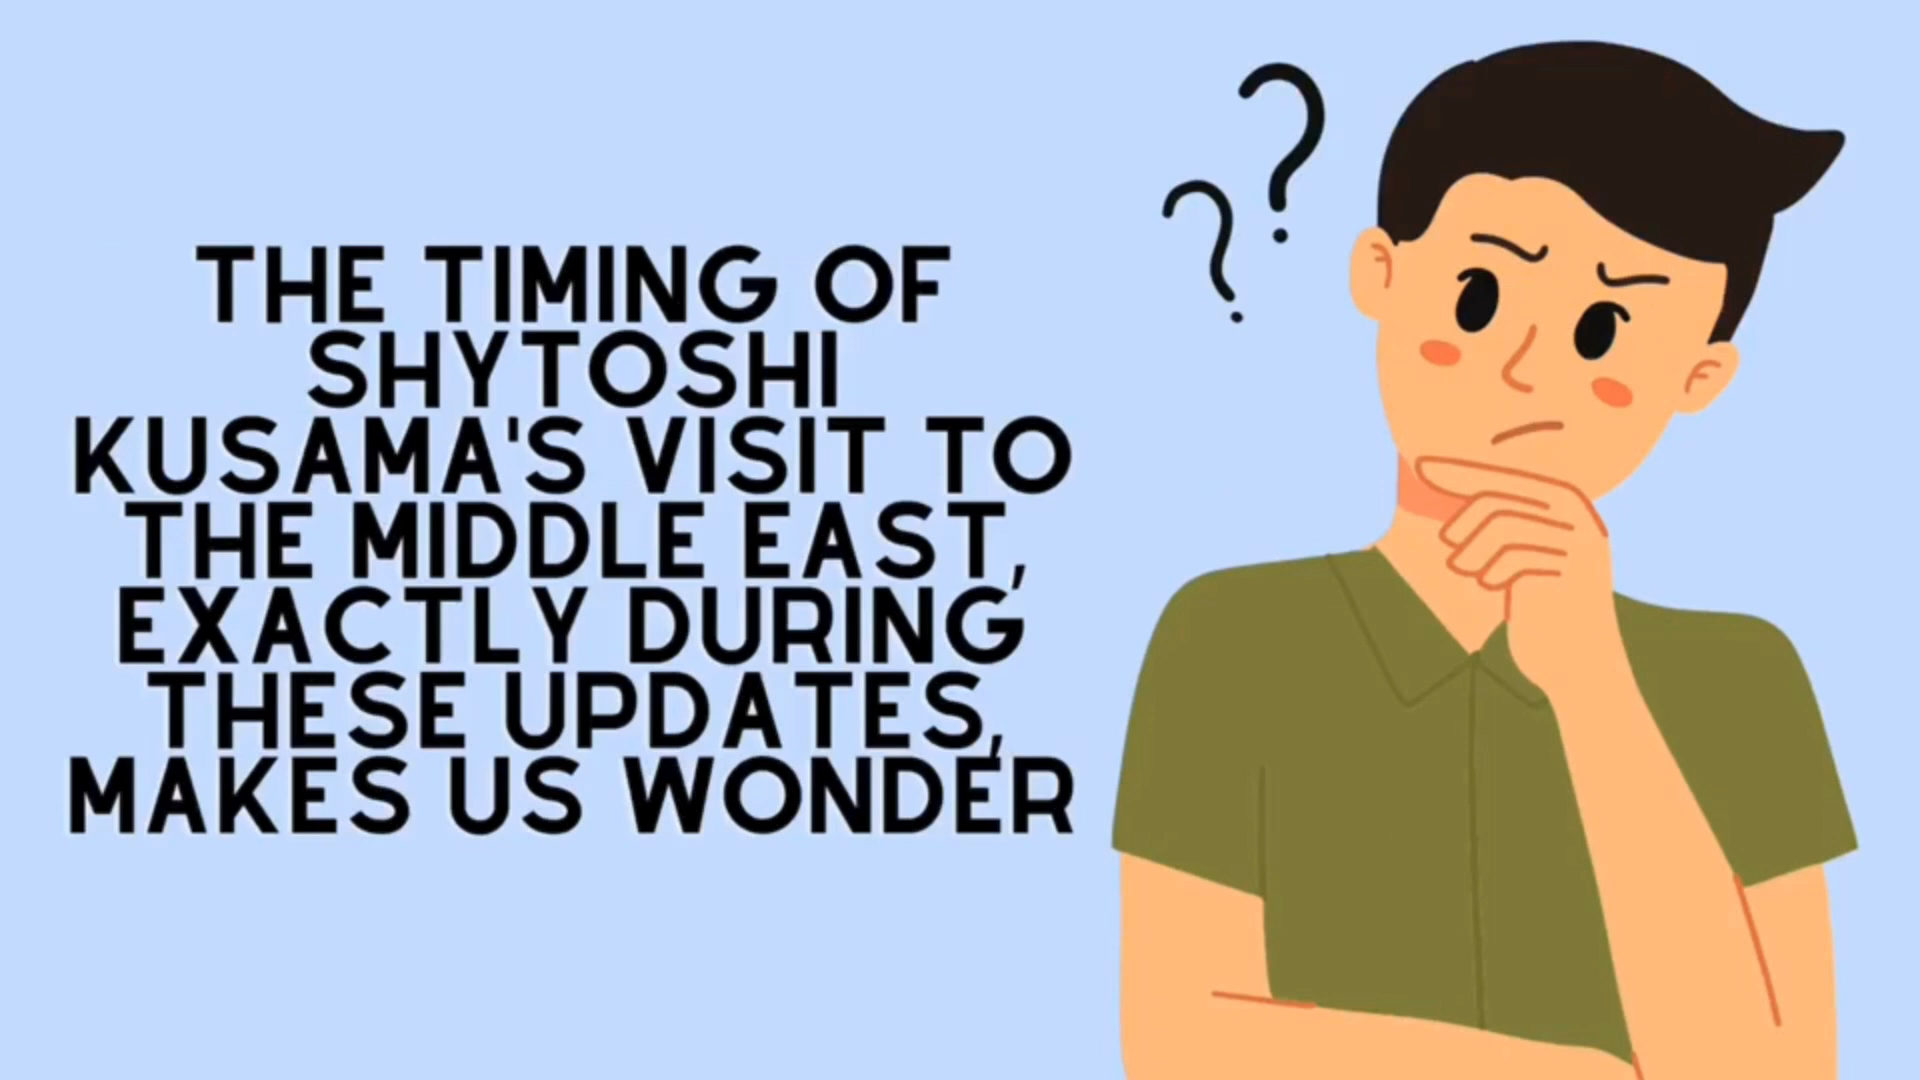 THE TIMING OF
SHYTOSHI
KUSAMA'S VISIT TO
THE MIDDLE EAST,
EXACTLY DURING
THESE UPDATES,
MAKES US WONDER
??